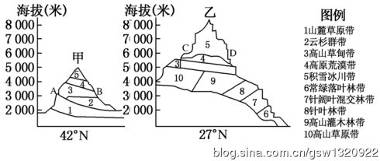 海拔(米)
甲
8 000
7 000
6 000
5 000
4 000
3 000
2 000
A
B
5
4
3
2
1
42°N
海拔(米)
乙
8 000
7 000
6 000
5 000
4 000
3 000
2 000
C
D
5
4
3
10
9
8
7
6
27°N
图例
1山麓草原带
2云杉群带
3高山草甸带
4高原荒漠带
5积雪冰川带
6常绿落叶林带
7针阔叶混交林带
8针叶林带
9高山灌木林带
10高山草原带
blog.sina.com.cn/gsw1320922